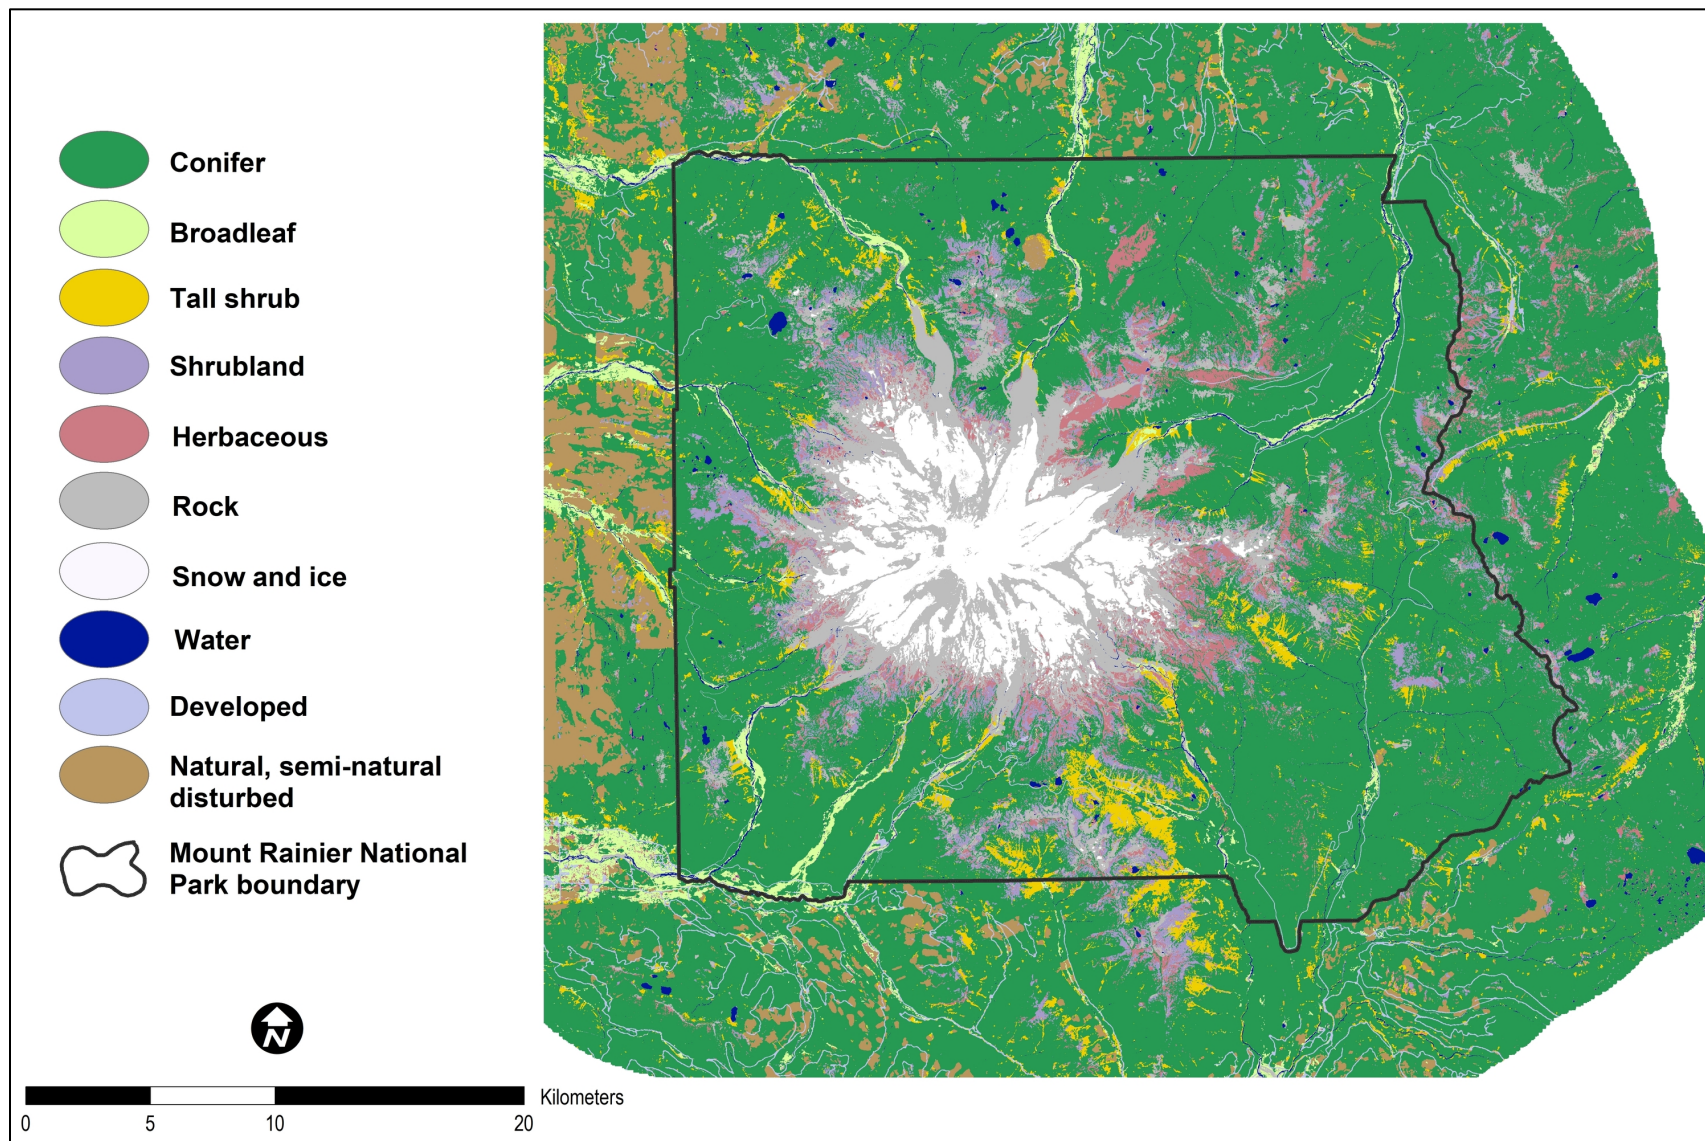 Conifer
Broadleaf
Tall shrub
Shrubland
Herbaceous
Rock
Snow and ice
Water
Developed
Natural, semi-natural
disturbed
Mount Rainier National
Park boundary
N
Kilometers
0 5 10 20